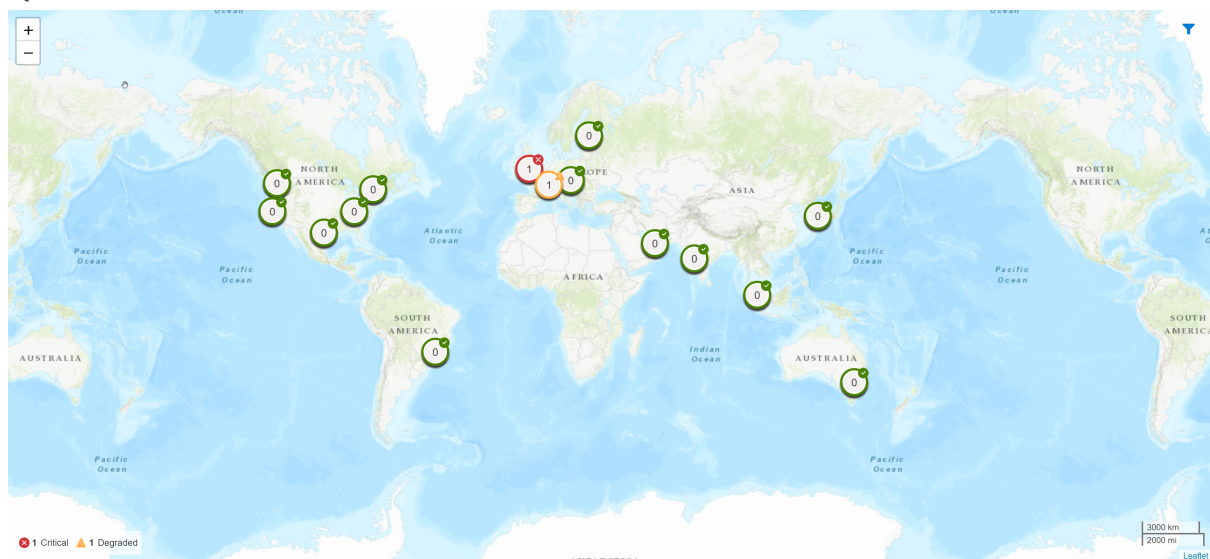 Ocean
Ocean
+
−
0
NORTH
AMERICA
NORTH
AMERICA
1
0
OPE
1
ASIA
0
0
0
0
0
0
Atlantic
Ocean
0
0
Pacific
Ocean
Pacific
Ocean
Pacific
Ocean
Pacific
Ocean
AFRICA
0
SOUTH
AMERICA
SOUTH
AMERICA
0
Indian
Ocean
AUSTRALIA
AUSTRALIA
0
Pacific
Ocean
Pacific
Ocean
1 Critical 1 Degraded
3000 km
2000 mi
Leaflet